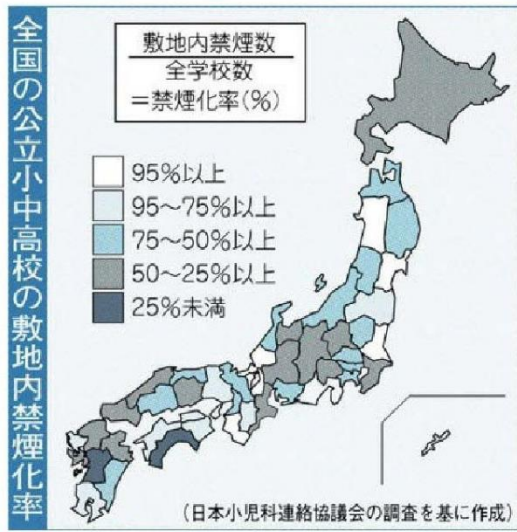 全国の公立小中高校の敷地内禁煙化率
敷地内禁煙数
全学校数
=禁煙化率(%)
95%以上
95～75%以上
75～50%以上
50～25%以上
25%未満
(日本小児科連絡協議会の調査を基に作成)